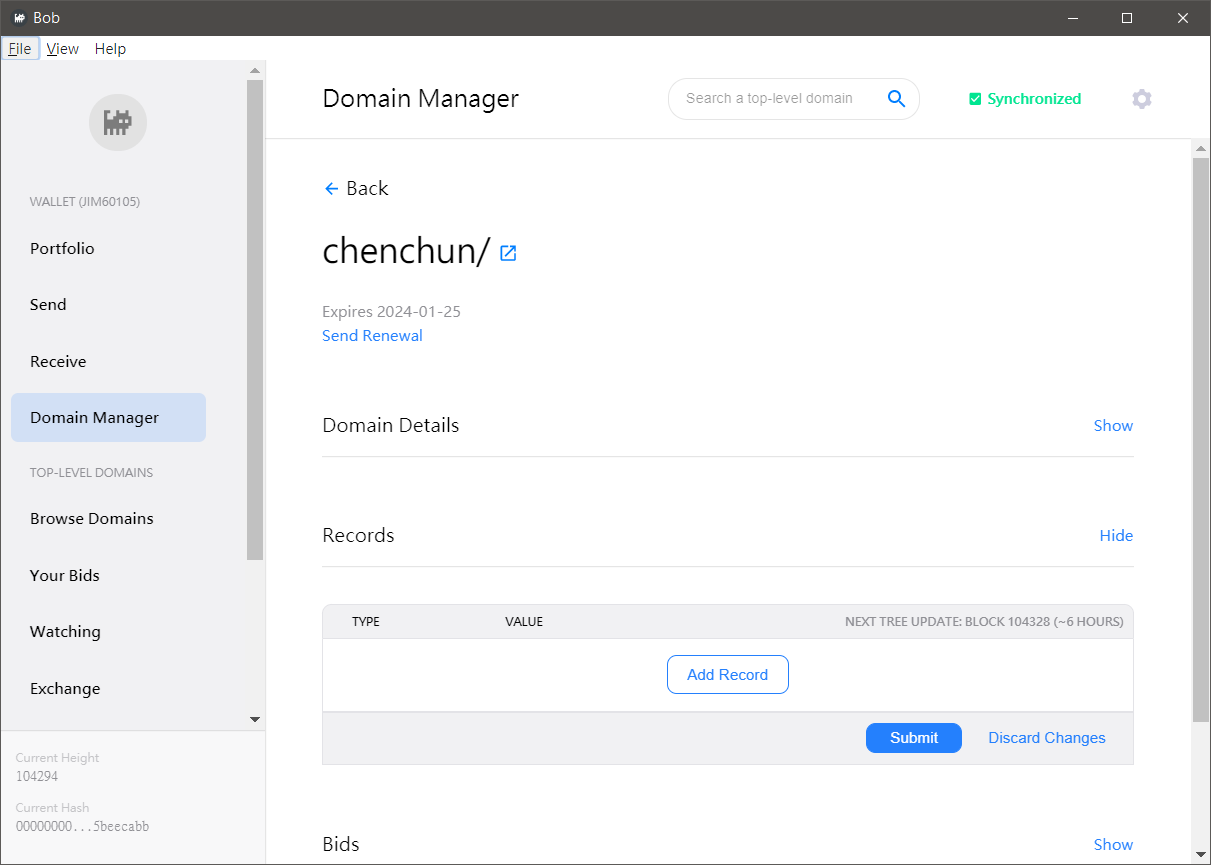 Bob
File View Help
WALLET (JIM60105)
Portfolio
Send
Receive
Domain Manager
TOP-LEVEL DOMAINS
Browse Domains
Your Bids
Watching
Exchange
Current Height
104294
Current Hash
00000000...5beecabb
Domain Manager
Search a top-level domain
Synchronized
Back
chenchun/
Expires 2024-01-25
Send Renewal
Domain Details Show
Records Hide
TYPE VALUE NEXT TREE UPDATE: BLOCK 104328 (~6 HOURS)
Add Record
Submit Discard Changes
Bids Show